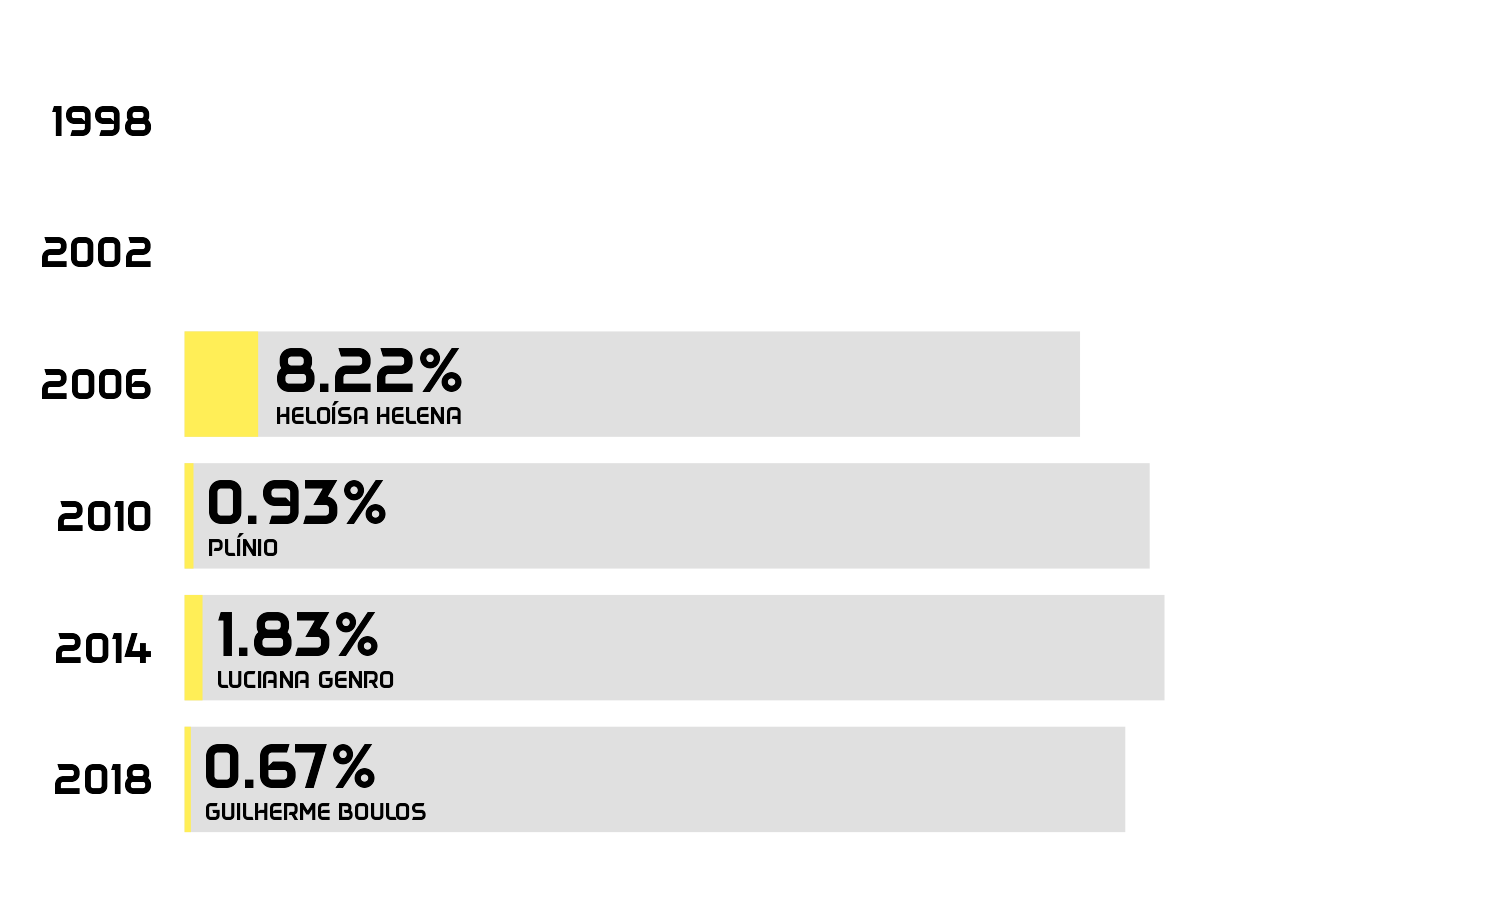 1998
2002
2006
8.22%
HELOÍSA HELENA
2010
0.93%
PLÍNIO
2014
1.83%
LUCIANA GENRO
2018
0.67%
GUILHERME BOULOS